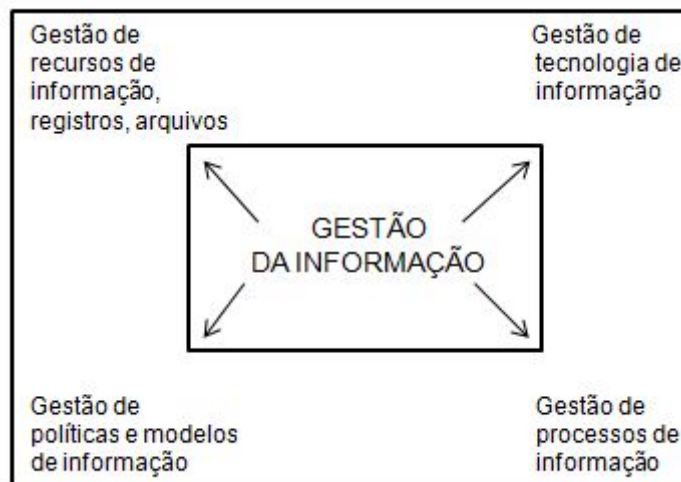 Gestão de
recursos de
informação,
registros, arquivos
Gestão de
tecnologia de
informação
GESTÃO
DA INFORMAÇÃO
Gestão de
políticas e modelos
de informação
Gestão de
processos de
informação